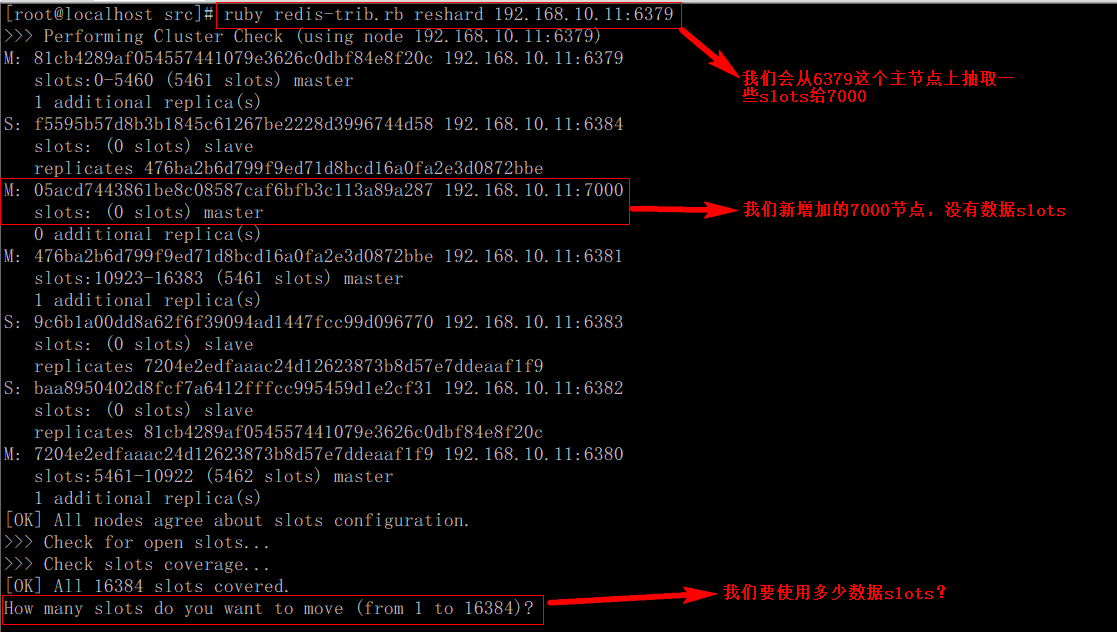 [root@localhost src]# ruby redis-trib.rb reshard 192.168.10.11:6379
>>> Performing Cluster Check (using node 192.168.10.11:6379)
M: 81cb4289af054557441079e3626c0dbf84e8f20c 192.168.10.11:6379
slots:0-5460 (5461 slots) master
我们会从6379这个主节点上抽取一
些slots给7000
1 additional replica(s)
S: f5595b57d8b3b1845c61267be2228d3996744d58 192.168.10.11:6384
slots: (0 slots) slave
replicates 476ba2b6d799f9ed71d8bcd16a0fa2e3d0872bbe
M: 05acd7443861be8c08587caf6bfb3c113a89a287 192.168.10.11:7000
slots: (0 slots) master
我们新增加的7000节点，没有数据slots
0 additional replica(s)
M: 476ba2b6d799f9ed71d8bcd16a0fa2e3d0872bbe 192.168.10.11:6381
slots:10923-16383 (5461 slots) master
1 additional replica(s)
S: 9c6b1a00dd8a62f6f39094ad1447fcc99d096770 192.168.10.11:6383
slots: (0 slots) slave
replicates 7204e2edfaaac24d12623873b8d57e7ddeaaf1f9
S: baa8950402d8fcf7a6412fffcc995459d1e2cf31 192.168.10.11:6382
slots: (0 slots) slave
replicates 81cb4289af054557441079e3626c0dbf84e8f20c
M: 7204e2edfaaac24d12623873b8d57e7ddeaaf1f9 192.168.10.11:6380
slots:5461-10922 (5462 slots) master
1 additional replica(s)
[OK] All nodes agree about slots configuration.
>>> Check for open slots...
>>> Check slots coverage...
[OK] All 16384 slots covered.
How many slots do you want to move (from 1 to 16384)?
我们要使用多少数据slots？